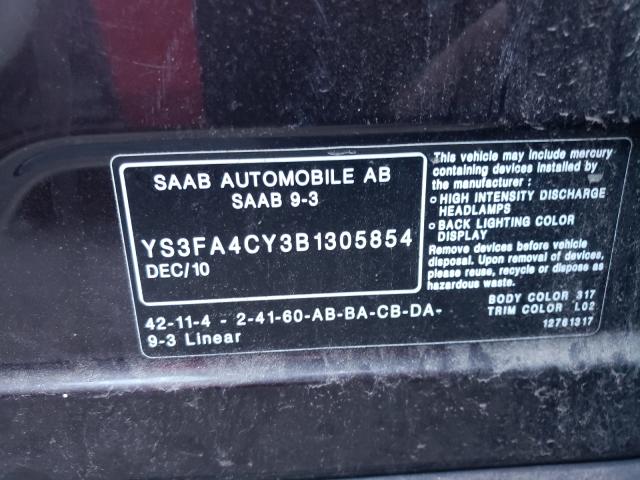 SAAB AUTOMOBILE AB
SAAB 9-3
YS3FA4CY3B1305854
DEC/10
42-11-4 - 2-41-60-AB-BA-CB-DA-
9-3 Linear
This vehicle may include mercury
containing devices installed by
the manufacturer :
o HIGH INTENSITY DISCHARGE
HEADLAMPS
o BACK LIGHTING COLOR
DISPLAY
Remove devices before vehicle
disposal. Upon removal of devices,
please reuse, recycle or dispose as
hazardous waste.
BODY COLOR 317
TRIM COLOR L02
12761317